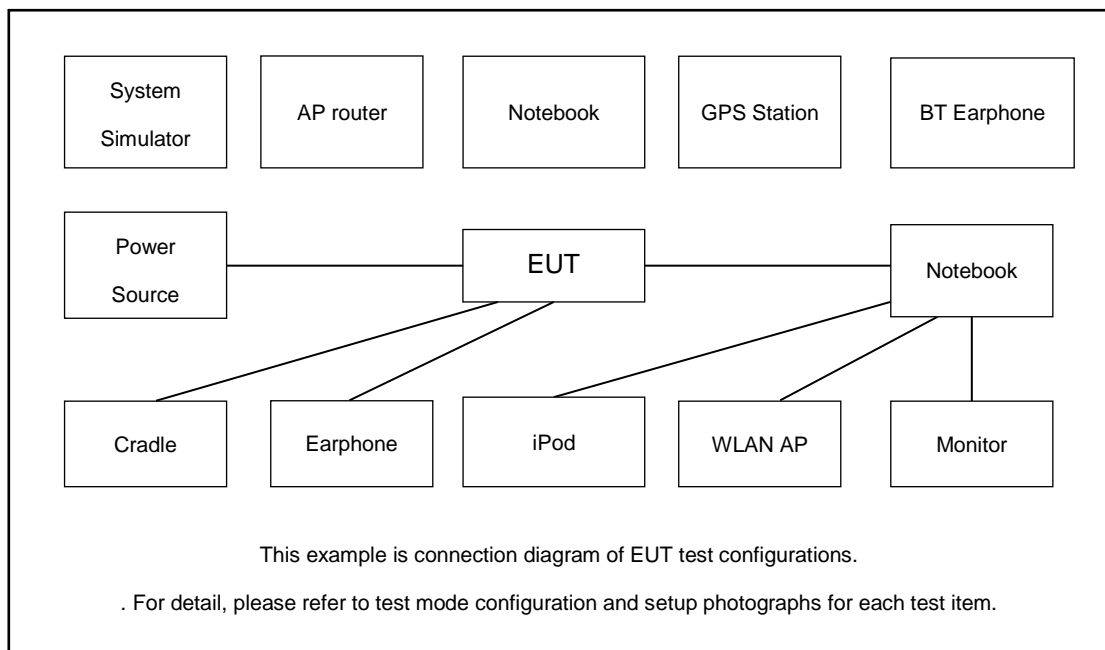 System
Simulator
AP router
Notebook
GPS Station
BT Earphone
Power
Source
EUT
Notebook
Cradle
Earphone
iPod
WLAN AP
Monitor
This example is connection diagram of EUT test configurations.
. For detail, please refer to test mode configuration and setup photographs for each test item.